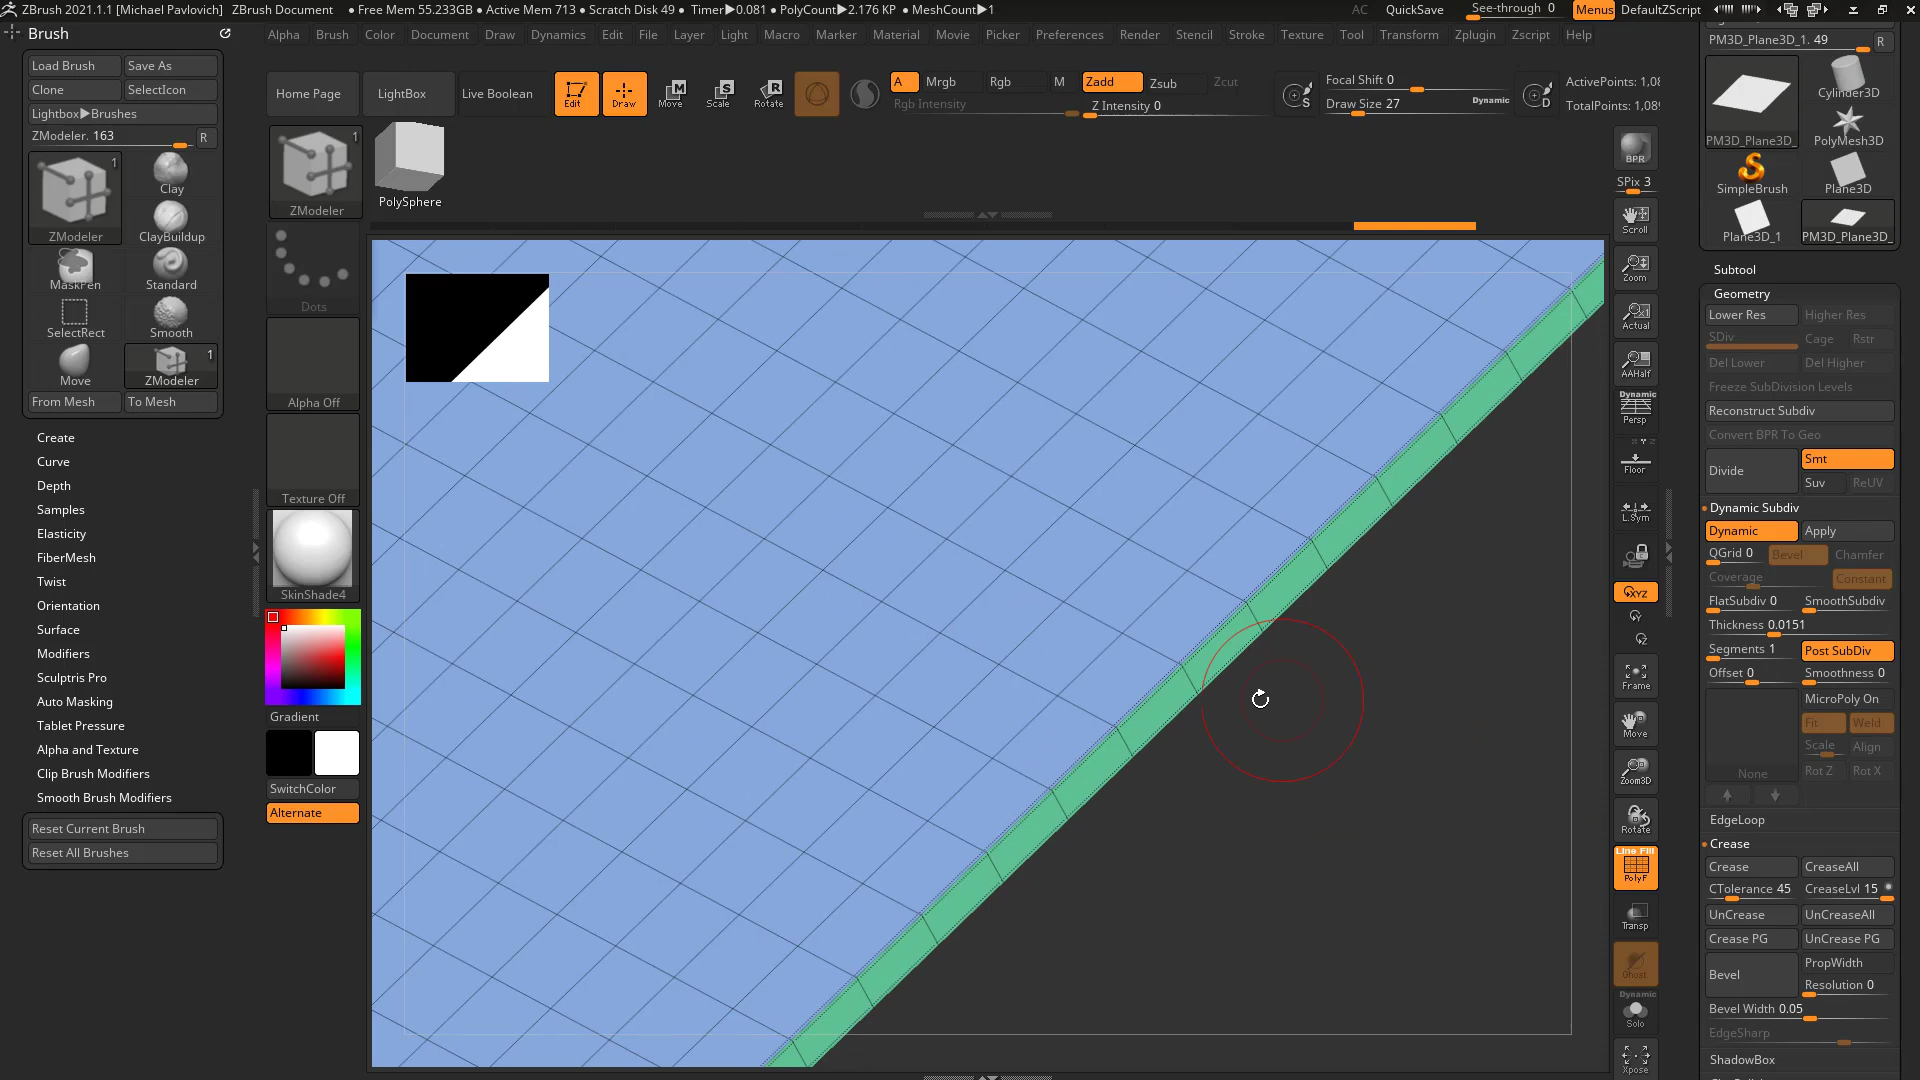 ZBrush 2021.1.1 [Michael Pavlovich] ZBrush Document ● Free Mem 55.233GB ● Active Mem 713 ● Scratch Disk 49 ● Timer▶0.081 ● PolyCount▶2.176 KP ● MeshCount▶1 AC QuickSave See-through 0 Menus DefaultZScript
Brush
Alpha Brush Color Document Draw Dynamics Edit File Layer Light Macro Marker Material Movie Picker Preferences Render Stencil Stroke Texture Tool Transform Zplugin Zscript Help
Load Brush Save As
Clone SelectIcon
Lightbox▶Brushes
ZModeler. 163 R
ZModeler 1
Clay
ClayBuildup
MaskPen Standard
SelectRect Smooth
Move ZModeler 1
From Mesh To Mesh
Create
Curve
Depth
Samples
Elasticity
FiberMesh
Twist
Orientation
Surface
Modifiers
Sculptris Pro
Auto Masking
Tablet Pressure
Alpha and Texture
Clip Brush Modifiers
Smooth Brush Modifiers
Reset Current Brush
Reset All Brushes
Home Page LightBox Live Boolean Edit Draw Move Scale Rotate
A Mrgb Rgb M Zadd Zsub Zcut
Rgb Intensity Z Intensity 0
S
Focal Shift 0
Draw Size 27 Dynamic
D
ActivePoints: 1,08
TotalPoints: 1,08
ZModeler 1
PolySphere
Dots
Alpha Off
Texture Off
SkinShade4
Gradient
SwitchColor
Alternate
BPR
SPix 3
Scroll
Zoom
Actual
AAHalf
Dynamic
Persp
Floor
L.Sym
XYZ
Frame
Move
Zoom3D
Rotate
Line Fill
PolyF
Transp
Ghost
Dynamic
Solo
Xpose
PM3D_Plane3D_1. 49 R
PM3D_Plane3D_ Cylinder3D
PolyMesh3D
SimpleBrush Plane3D
Plane3D_1 PM3D_Plane3D_
Subtool
Geometry
Lower Res Higher Res
SDiv Cage Rstr
Del Lower Del Higher
Freeze SubDivision Levels
Reconstruct Subdiv
Convert BPR To Geo
Divide Smt
Suv ReUV
Dynamic Subdiv
Dynamic Apply
QGrid 0 Bevel Chamfer
Coverage Constant
FlatSubdiv 0 SmoothSubdiv
Thickness 0.0151
Segments 1 Post SubDiv
Offset 0 Smoothness 0
MicroPoly On
Fit Weld
Scale Align
None Rot Z Rot X
EdgeLoop
Crease
Crease CreaseAll
CTolerance 45 CreaseLvl 15
UnCrease UnCreaseAll
Crease PG UnCrease PG
Bevel PropWidth
Resolution 0
Bevel Width 0.05
EdgeSharp
ShadowBox